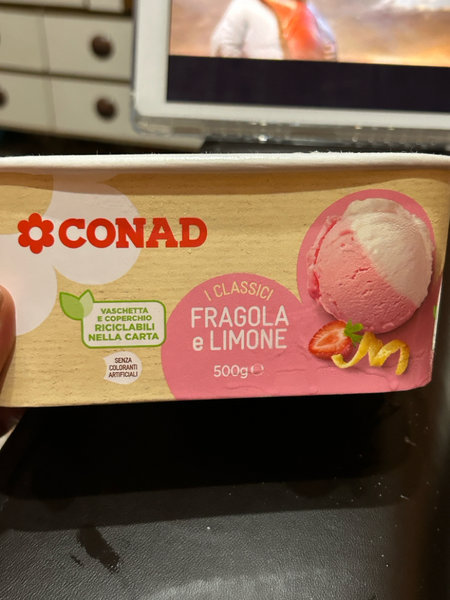 CONAD
VASCHETTA
E COPERCHIO
RICICLABILI
NELLA CARTA
SENZA
COLORANTI
ARTIFICIALI
I CLASSICI
FRAGOLA
e LIMONE
500g ℮